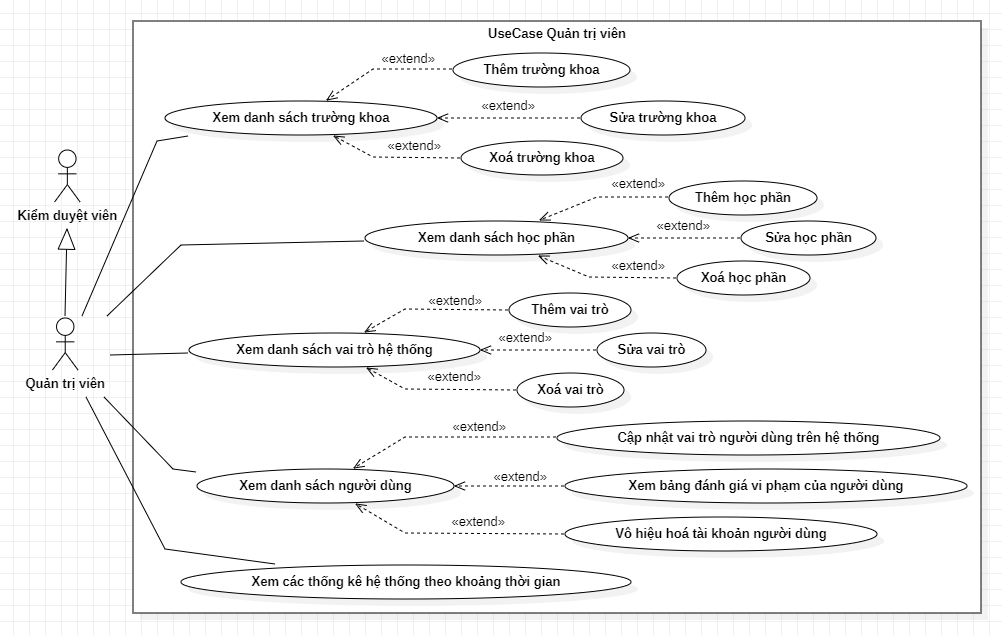 UseCase Quản trị viên
«extend»
Thêm trường khoa
«extend»
Xem danh sách trường khoa
Sửa trường khoa
«extend»
Xoá trường khoa
Kiểm duyệt viên
«extend»
Thêm học phần
«extend»
Xem danh sách học phần
Sửa học phần
«extend»
Xoá học phần
«extend»
Thêm vai trò
«extend»
Xem danh sách vai trò hệ thống
Sửa vai trò
«extend»
Xoá vai trò
Quản trị viên
«extend»
Cập nhật vai trò người dùng trên hệ thống
«extend»
Xem danh sách người dùng
Xem bảng đánh giá vi phạm của người dùng
«extend»
Vô hiệu hoá tài khoản người dùng
Xem các thống kê hệ thống theo khoảng thời gian